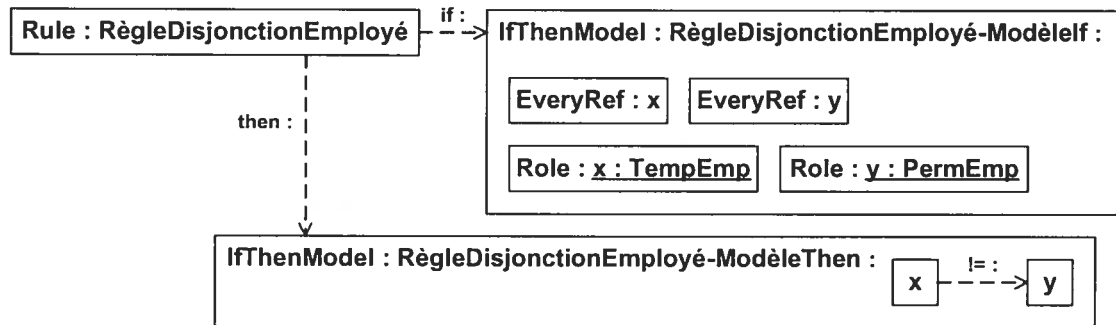 Rule : RègleDisjonctionEmployé
if :
IfThenModel : RègleDisjonctionEmployé-ModèleIf :
EveryRef : x
EveryRef : y
then :
Role : x : TempEmp
Role : y : PermEmp
IfThenModel : RègleDisjonctionEmployé-ModèleThen :
x
!= :
y